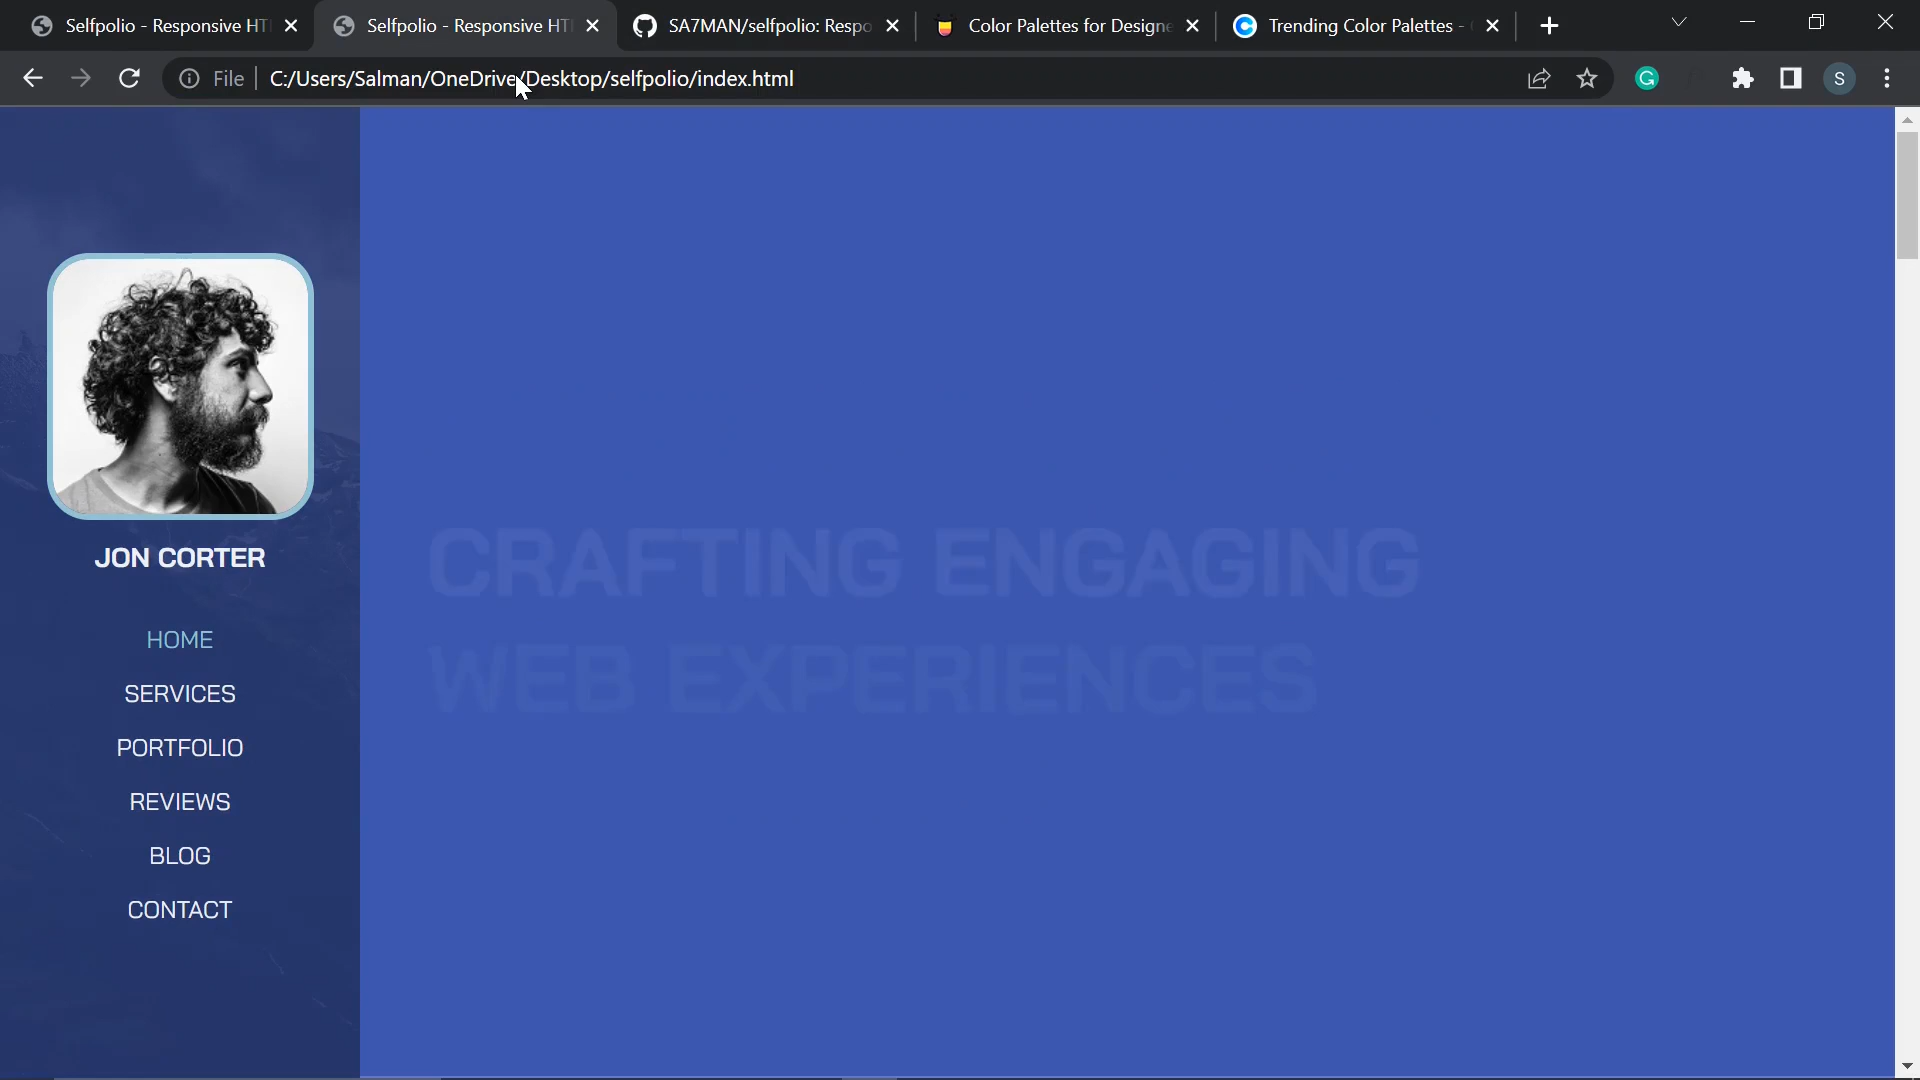 Selfpolio - Responsive HT
Selfpolio - Responsive HT
SA7MAN/selfpolio: Respo
Color Palettes for Designe
Trending Color Palettes -
File
C:/Users/Salman/OneDrive/Desktop/selfpolio/index.html
S
JON CORTER
HOME
SERVICES
PORTFOLIO
REVIEWS
BLOG
CONTACT
CRAFTING ENGAGING
WEB EXPERIENCES